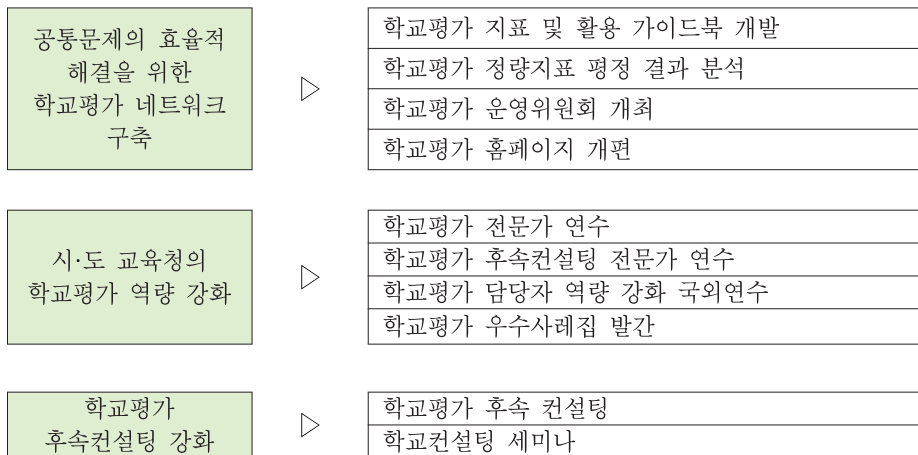 공통문제의 효율적
해결을 위한
학교평가 네트워크
구축
학교평가 지표 및 활용 가이드북 개발
학교평가 정량지표 평정 결과 분석
학교평가 운영위원회 개최
학교평가 홈페이지 개편
시·도 교육청의
학교평가 역량 강화
학교평가 전문가 연수
학교평가 후속컨설팅 전문가 연수
학교평가 담당자 역량 강화 국외연수
학교평가 우수사례집 발간
학교평가
후속컨설팅 강화
학교평가 후속 컨설팅
학교컨설팅 세미나